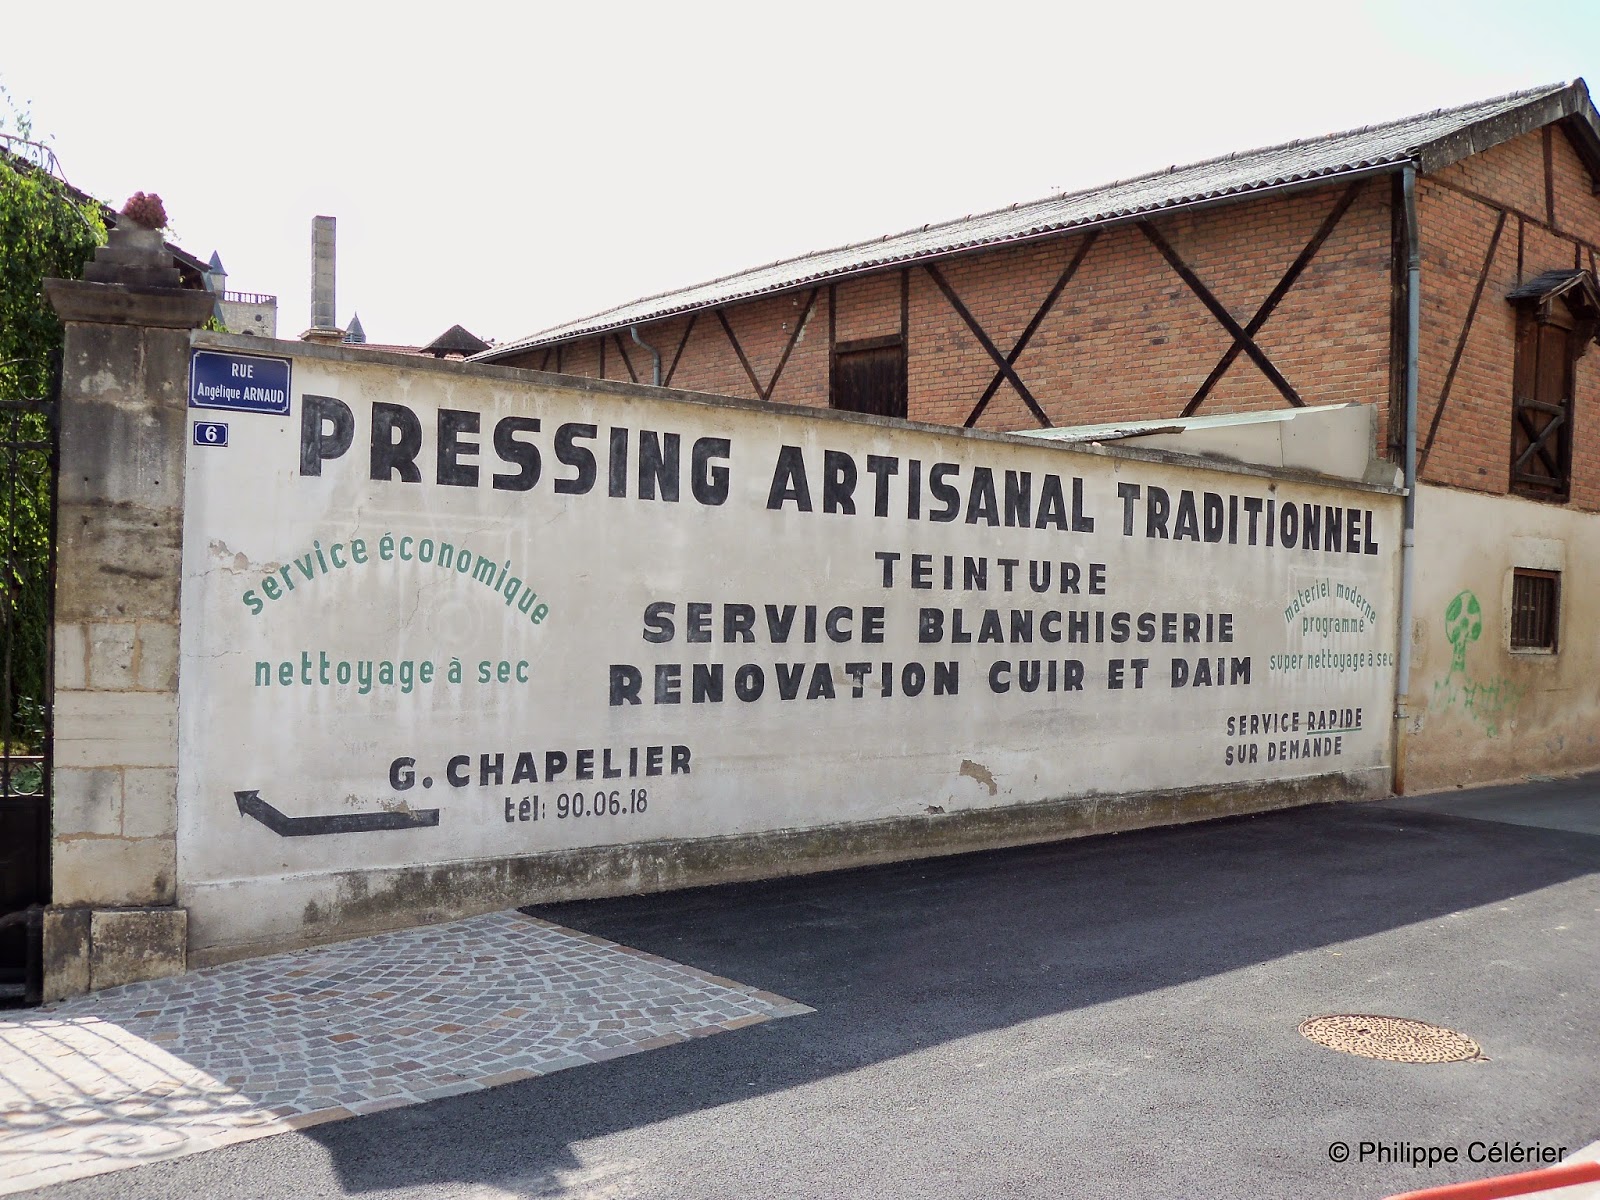 RUE
Angélique ARNAUD
6
PRESSING ARTISANAL TRADITIONNEL
TEINTURE
SERVICE BLANCHISSERIE
RENOVATION CUIR ET DAIM
service économique
nettoyage à sec
materiel moderne
programmé
super nettoyage a sec
SERVICE RAPIDE
SUR DEMANDE
G. CHAPELIER
tél: 90.06.18
© Philippe Célérier